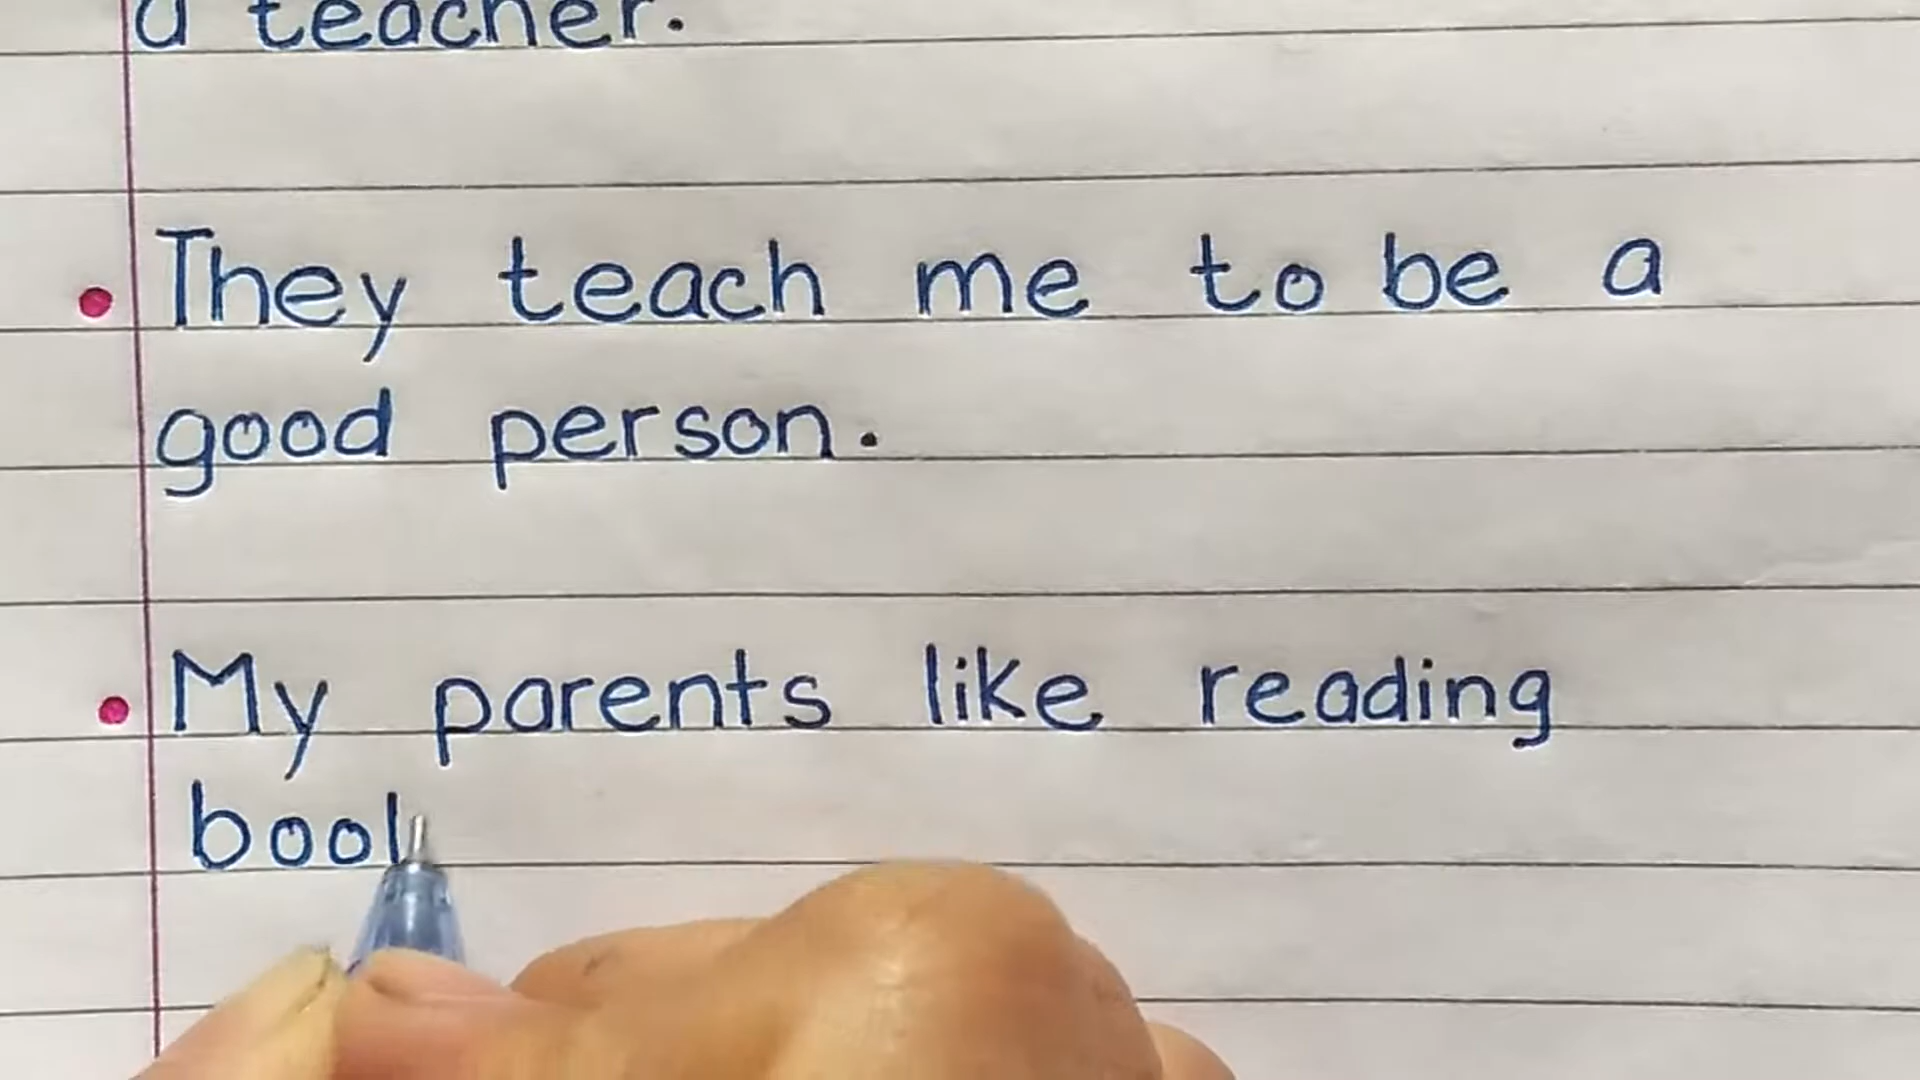 a teacher.
They teach me to be a
good person.
My parents like reading
bool